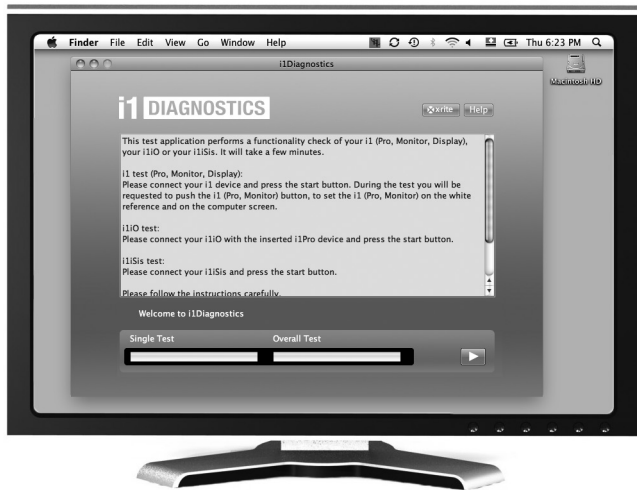 Finder File Edit View Go Window Help Thu 6:23 PM
i1Diagnostics
Macintosh HD
i1 DIAGNOSTICS
xrite Help
This test application performs a functionality check of your i1 (Pro, Monitor, Display),
your i1iO or your i1iSis. It will take a few minutes.
i1 test (Pro, Monitor, Display):
Please connect your i1 device and press the start button. During the test you will be
requested to push the i1 (Pro, Monitor) button, to set the i1 (Pro, Monitor) on the white
reference and on the computer screen.
i1iO test:
Please connect your i1iO with the inserted i1Pro device and press the start button.
i1iSis test:
Please connect your i1iSis and press the start button.
Please follow the instructions carefully.
Welcome to i1Diagnostics
Single Test Overall Test